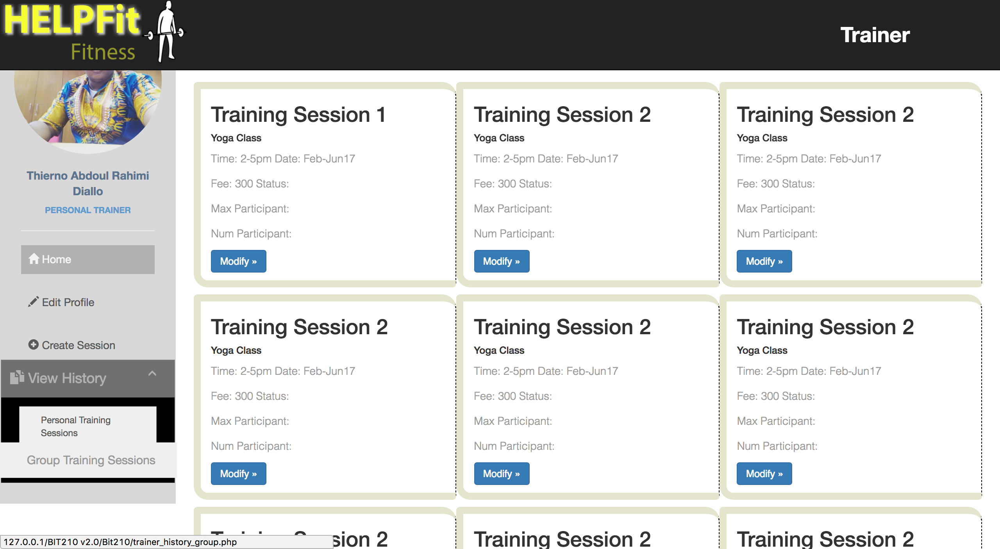 HELPFit
Fitness
Trainer
Thierno Abdoul Rahimi
Diallo
PERSONAL TRAINER
Home
Edit Profile
Create Session
View History
Personal Training
Sessions
Group Training Sessions
Training Session 1
Yoga Class
Time: 2-5pm Date: Feb-Jun17
Fee: 300 Status:
Max Participant:
Num Participant:
Modify »
Training Session 2
Yoga Class
Time: 2-5pm Date: Feb-Jun17
Fee: 300 Status:
Max Participant:
Num Participant:
Modify »
Training Session 2
Yoga Class
Time: 2-5pm Date: Feb-Jun17
Fee: 300 Status:
Max Participant:
Num Participant:
Modify »
Training Session 2
Yoga Class
Time: 2-5pm Date: Feb-Jun17
Fee: 300 Status:
Max Participant:
Num Participant:
Modify »
Training Session 2
Yoga Class
Time: 2-5pm Date: Feb-Jun17
Fee: 300 Status:
Max Participant:
Num Participant:
Modify »
Training Session 2
Yoga Class
Time: 2-5pm Date: Feb-Jun17
Fee: 300 Status:
Max Participant:
Num Participant:
Modify »
Training Session 2
Training Session 2
Training Session 2
127.0.0.1/BIT210 v2.0/Bit210/trainer_history_group.php